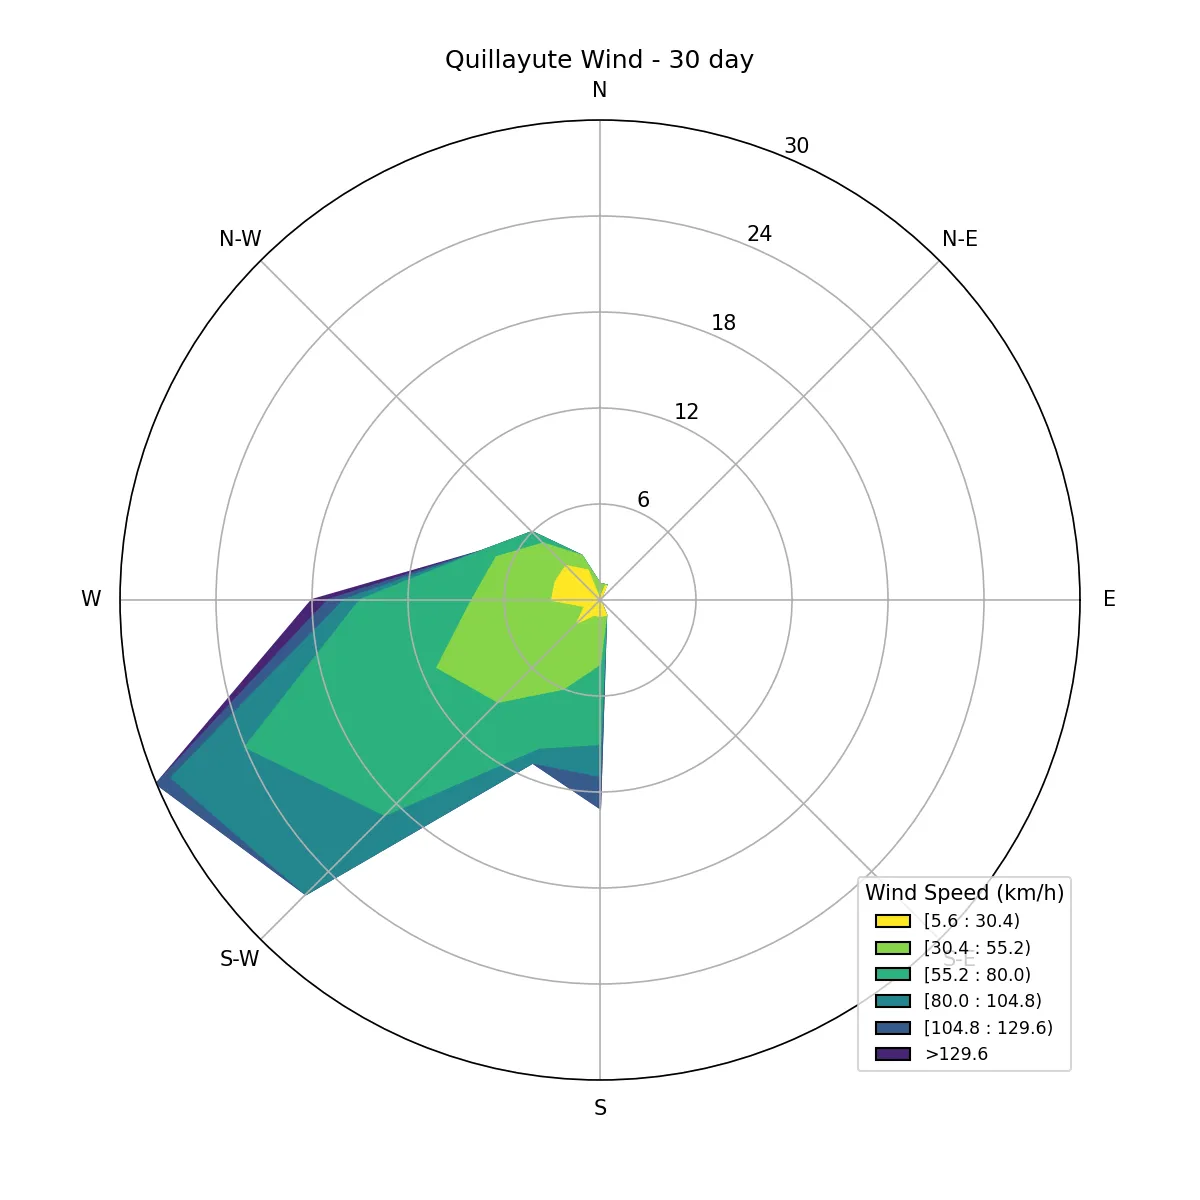 Quillayute Wind - 30 day
N
30
N-W
24
N-E
18
12
6
W
E
Wind Speed (km/h)
[5.6 : 30.4)
[30.4 : 55.2)
S-W
S-E
[55.2 : 80.0)
[80.0 : 104.8)
[104.8 : 129.6)
>129.6
S